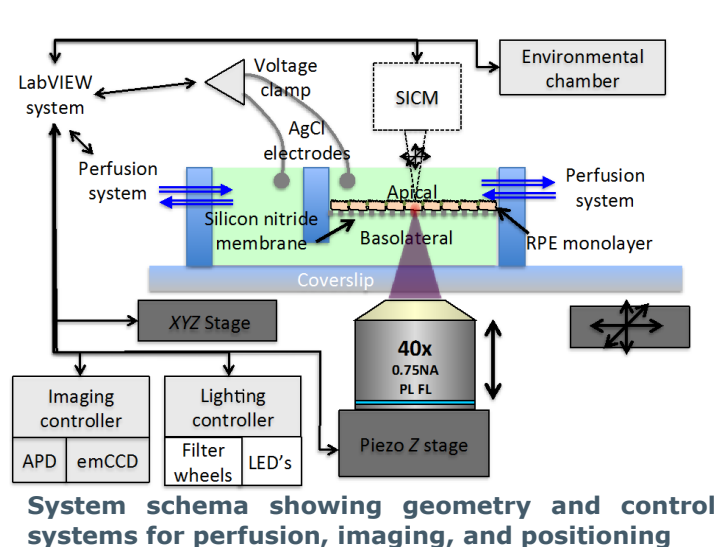 LabVIEW
system
Voltage
clamp
SICM
Environmental
chamber
AgCl
electrodes
Perfusion
system
Apical
Perfusion
system
Silicon nitride
membrane
Basolateral
RPE monolayer
Coverslip
XYZ Stage
40x
0.75NA
PL FL
Imaging
controller
APD
emCCD
Lighting
controller
Filter
wheels
LED's
Piezo Z stage
System schema showing geometry and control
systems for perfusion, imaging, and positioning